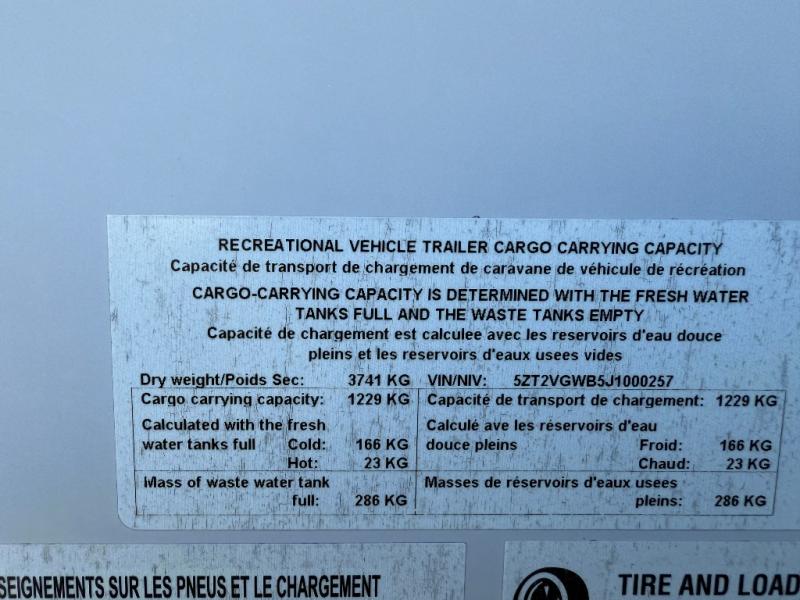 RECREATIONAL VEHICLE TRAILER CARGO CARRYING CAPACITY
Capacité de transport de chargement de caravane de véhicule de récréation
CARGO-CARRYING CAPACITY IS DETERMINED WITH THE FRESH WATER
TANKS FULL AND THE WASTE TANKS EMPTY
Capacité de chargement est calculee avec les reservoirs d'eau douce
pleins et les reservoirs d'eaux usees vides
Dry weight/Poids Sec: 3741 KG VIN/NIV: 5ZT2VGWB5J1000257
Cargo carrying capacity: 1229 KG Capacité de transport de chargement: 1229 KG
Calculated with the fresh Calculé ave les réservoirs d'eau
water tanks full Cold: 166 KG douce pleins Froid: 166 KG
Hot: 23 KG Chaud: 23 KG
Mass of waste water tank Masses de réservoirs d'eaux usees
full: 286 KG pleins: 286 KG
SEIGNEMENTS SUR LES PNEUS ET LE CHARGEMENT
TIRE AND LOAD